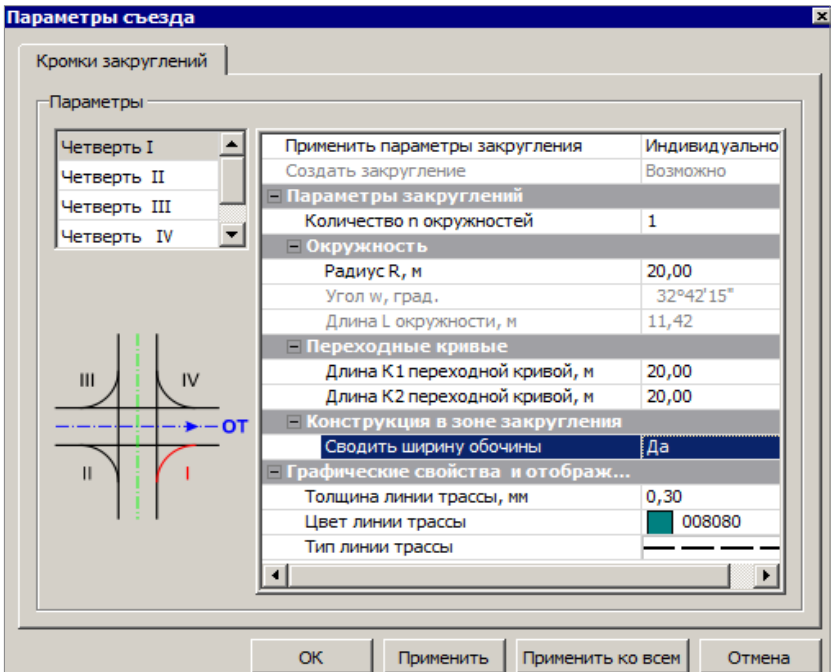 Параметры съезда
Кромки закруглений
Параметры
Четверть I
Четверть II
Четверть III
Четверть IV
Применить параметры закругления Индивидуально
Создать закругление Возможно
Параметры закруглений
Количество n окружностей 1
Окружность
Радиус R, м 20,00
Угол w, град. 32°42'15"
Длина L окружности, м 11,42
Переходные кривые
Длина К1 переходной кривой, м 20,00
Длина К2 переходной кривой, м 20,00
Конструкция в зоне закругления
Сводить ширину обочины Да
Графические свойства и отображ...
Толщина линии трассы, мм 0,30
Цвет линии трассы 008080
Тип линии трассы
III IV
ОТ
II I
ОК Применить Применить ко всем Отмена